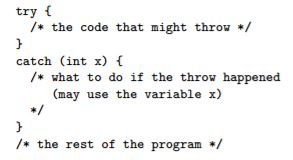 try {
  /* the code that might throw */
}
catch (int x) {
  /* what to do if the throw happened
     (may use the variable x)
  */
}
/* the rest of the program */